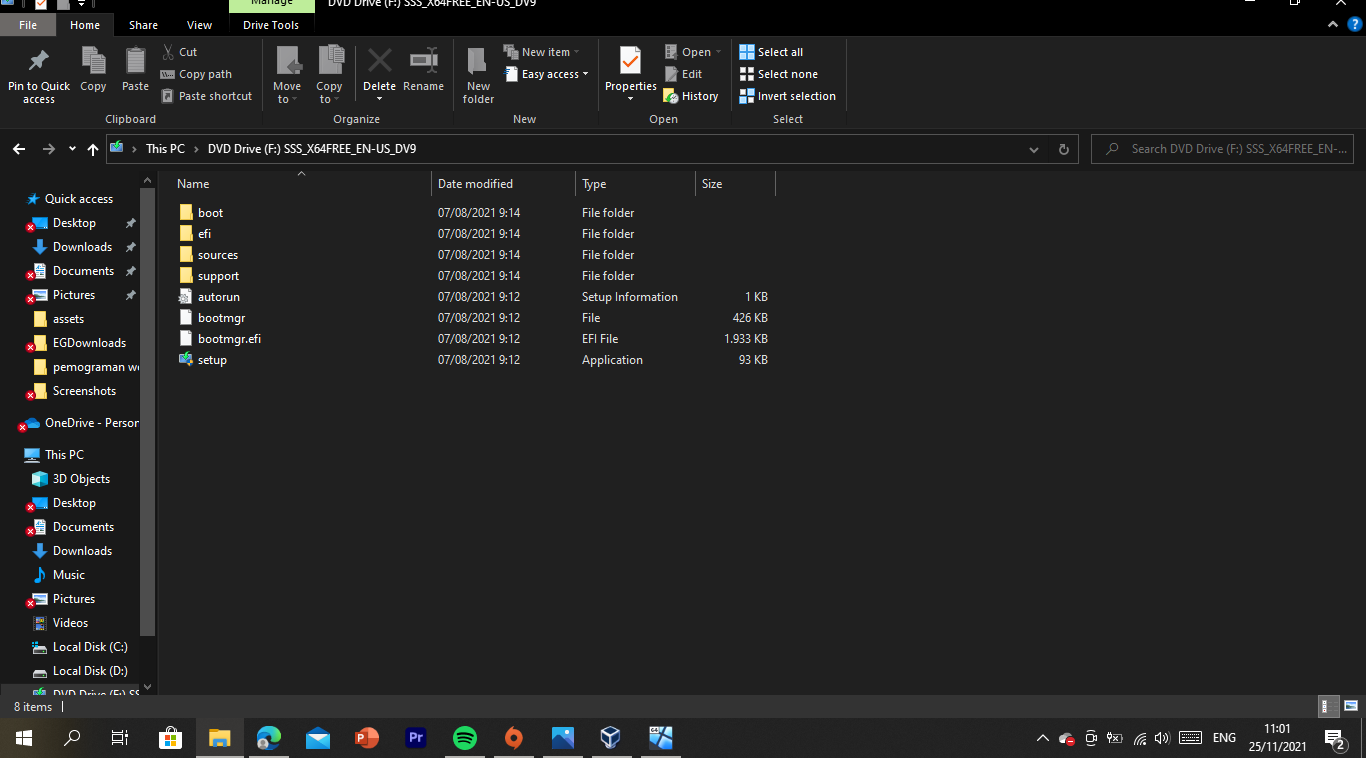 DVD Drive (F:) SSS_X64FREE_EN-US_DV9
Manage
File Home Share View Drive Tools
Pin to Quick access
Copy
Paste
Cut
Copy path
Paste shortcut
Clipboard
Move to
Copy to
Delete
Rename
Organize
New folder
New item
Easy access
New
Properties
Open
Edit
History
Open
Select all
Select none
Invert selection
Select
This PC › DVD Drive (F:) SSS_X64FREE_EN-US_DV9
Search DVD Drive (F:) SSS_X64FREE_EN-...
Quick access
Desktop
Downloads
Documents
Pictures
assets
EGDownloads
pemograman we
Screenshots
OneDrive - Person
This PC
3D Objects
Desktop
Documents
Downloads
Music
Pictures
Videos
Local Disk (C:)
Local Disk (D:)
DVD Drive (F:) SS
Name Date modified Type Size
boot 07/08/2021 9:14 File folder
efi 07/08/2021 9:14 File folder
sources 07/08/2021 9:14 File folder
support 07/08/2021 9:14 File folder
autorun 07/08/2021 9:12 Setup Information 1 KB
bootmgr 07/08/2021 9:12 File 426 KB
bootmgr.efi 07/08/2021 9:12 EFI File 1.933 KB
setup 07/08/2021 9:12 Application 93 KB
8 items
Pr
64
ENG
11:01
25/11/2021
2